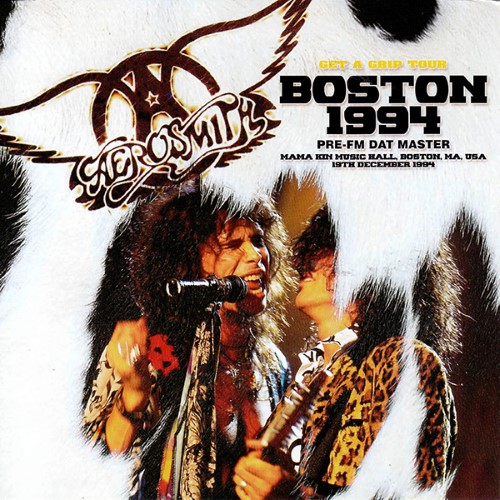 AEROSMITH
GET A GRIP TOUR
BOSTON
1994
PRE-FM DAT MASTER
MAMA KIN MUSIC HALL, BOSTON, MA, USA
19TH DECEMBER 1994